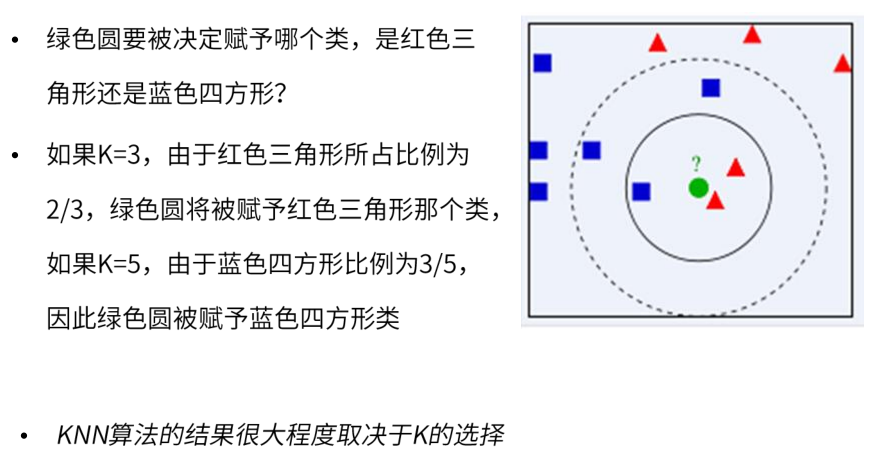 • 绿色圆要被决定赋予哪个类，是红色三
角形还是蓝色四方形？
• 如果K=3，由于红色三角形所占比例为
2/3，绿色圆将被赋予红色三角形那个类，
如果K=5，由于蓝色四方形比例为3/5，
因此绿色圆被赋予蓝色四方形类
?
• KNN算法的结果很大程度取决于K的选择